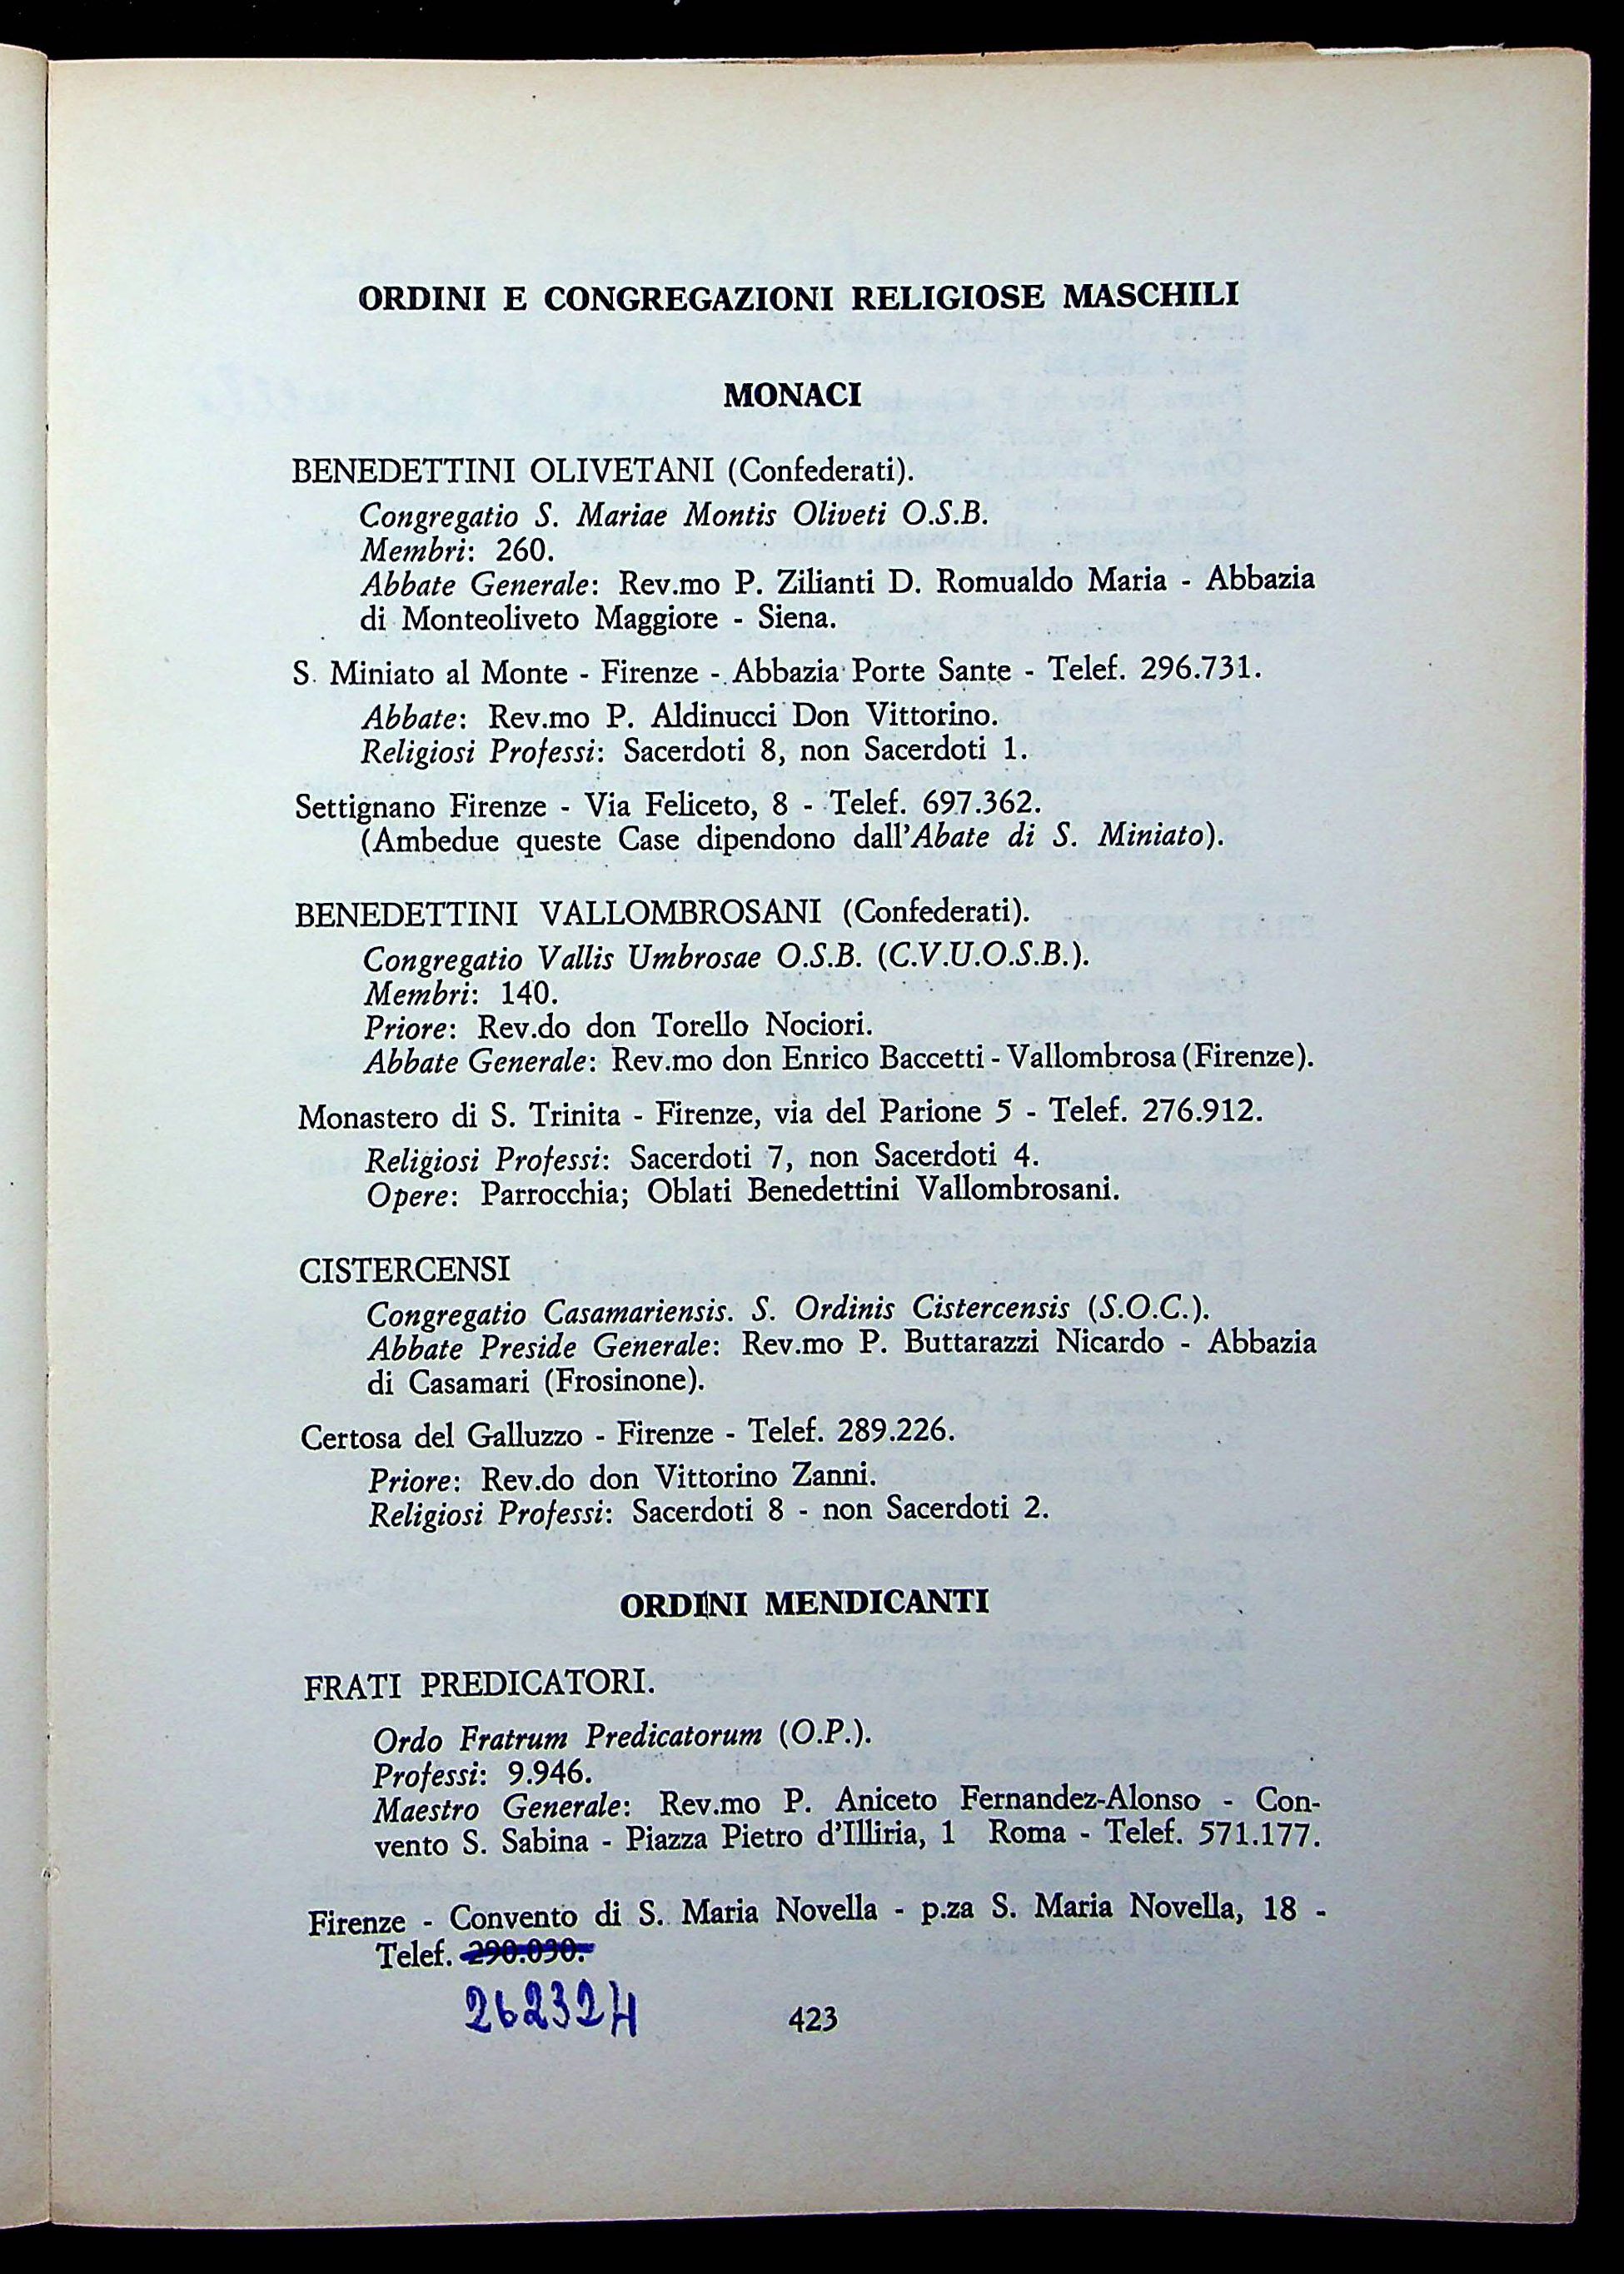 ORDINI E CONGREGAZIONI RELIGIOSE MASCHILI
MONACI
BENEDETTINI OLIVETANI (Confederati).
Congregatio S. Mariae Montis Oliveti O.S.B.
Membri: 260.
Abbate Generale: Rev.mo P. Zilianti D. Romualdo Maria - Abbazia
di Monteoliveto Maggiore - Siena.
S. Miniato al Monte - Firenze - Abbazia Porte Sante - Telef. 296.731.
Abbate: Rev.mo P. Aldinucci Don Vittorino.
Religiosi Professi: Sacerdoti 8, non Sacerdoti 1.
Settignano Firenze - Via Feliceto, 8 - Telef. 697.362.
(Ambedue queste Case dipendono dall'Abate di S. Miniato).
BENEDETTINI VALLOMBROSANI (Confederati).
Congregatio Vallis Umbrosae O.S.B. (C.V.U.O.S.B.).
Membri: 140.
Priore: Rev.do don Torello Nociori.
Abbate Generale: Rev.mo don Enrico Baccetti - Vallombrosa (Firenze).
Monastero di S. Trinita - Firenze, via del Parione 5 - Telef. 276.912.
Religiosi Professi: Sacerdoti 7, non Sacerdoti 4.
Opere: Parrocchia; Oblati Benedettini Vallombrosani.
CISTERCENSI
Congregatio Casamariensis. S. Ordinis Cistercensis (S.O.C.).
Abbate Preside Generale: Rev.mo P. Buttarazzi Nicardo - Abbazia
di Casamari (Frosinone).
Certosa del Galluzzo - Firenze - Telef. 289.226.
Priore: Rev.do don Vittorino Zanni.
Religiosi Professi: Sacerdoti 8 - non Sacerdoti 2.
ORDINI MENDICANTI
FRATI PREDICATORI.
Ordo Fratrum Predicatorum (O.P.).
Professi: 9.946.
Maestro Generale: Rev.mo P. Aniceto Fernandez-Alonso - Con-
vento S. Sabina - Piazza Pietro d'Illiria, 1 Roma - Telef. 571.177.
Firenze - Convento di S. Maria Novella - p.za S. Maria Novella, 18 -
Telef. 290.030.
262324
423